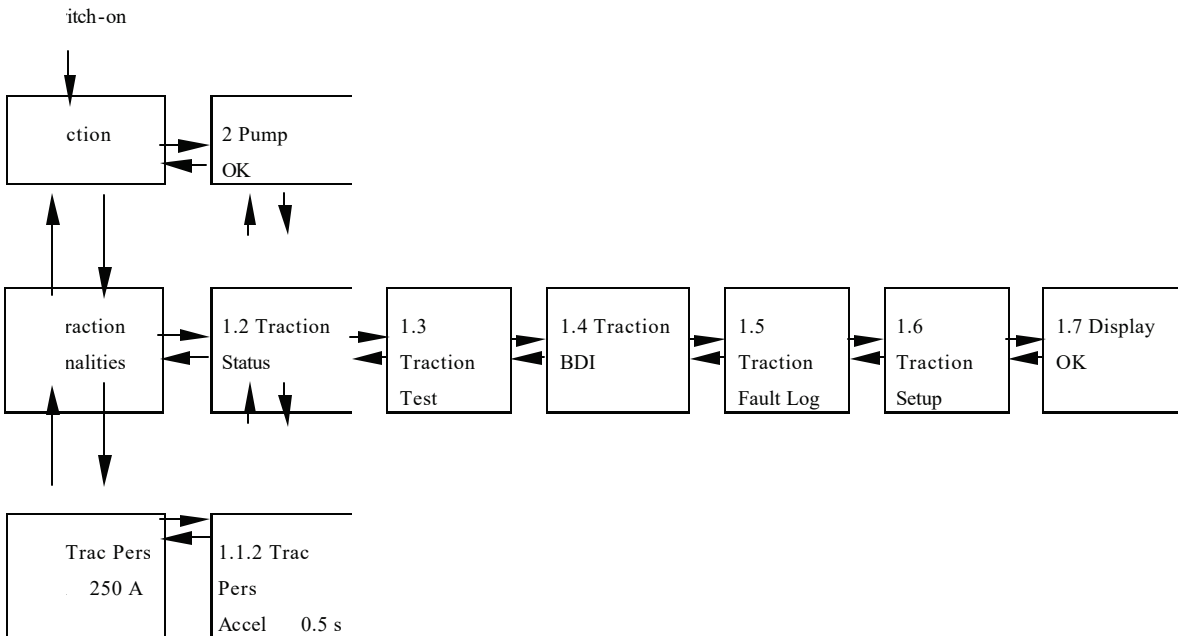 itch-on
ction
2 Pump
OK
raction
nalities
1.2 Traction
Status
1.3
Traction
Test
1.4 Traction
BDI
1.5
Traction
Fault Log
1.6
Traction
Setup
1.7 Display
OK
Trac Pers
250 A
1.1.2 Trac
Pers
Accel 0.5 s